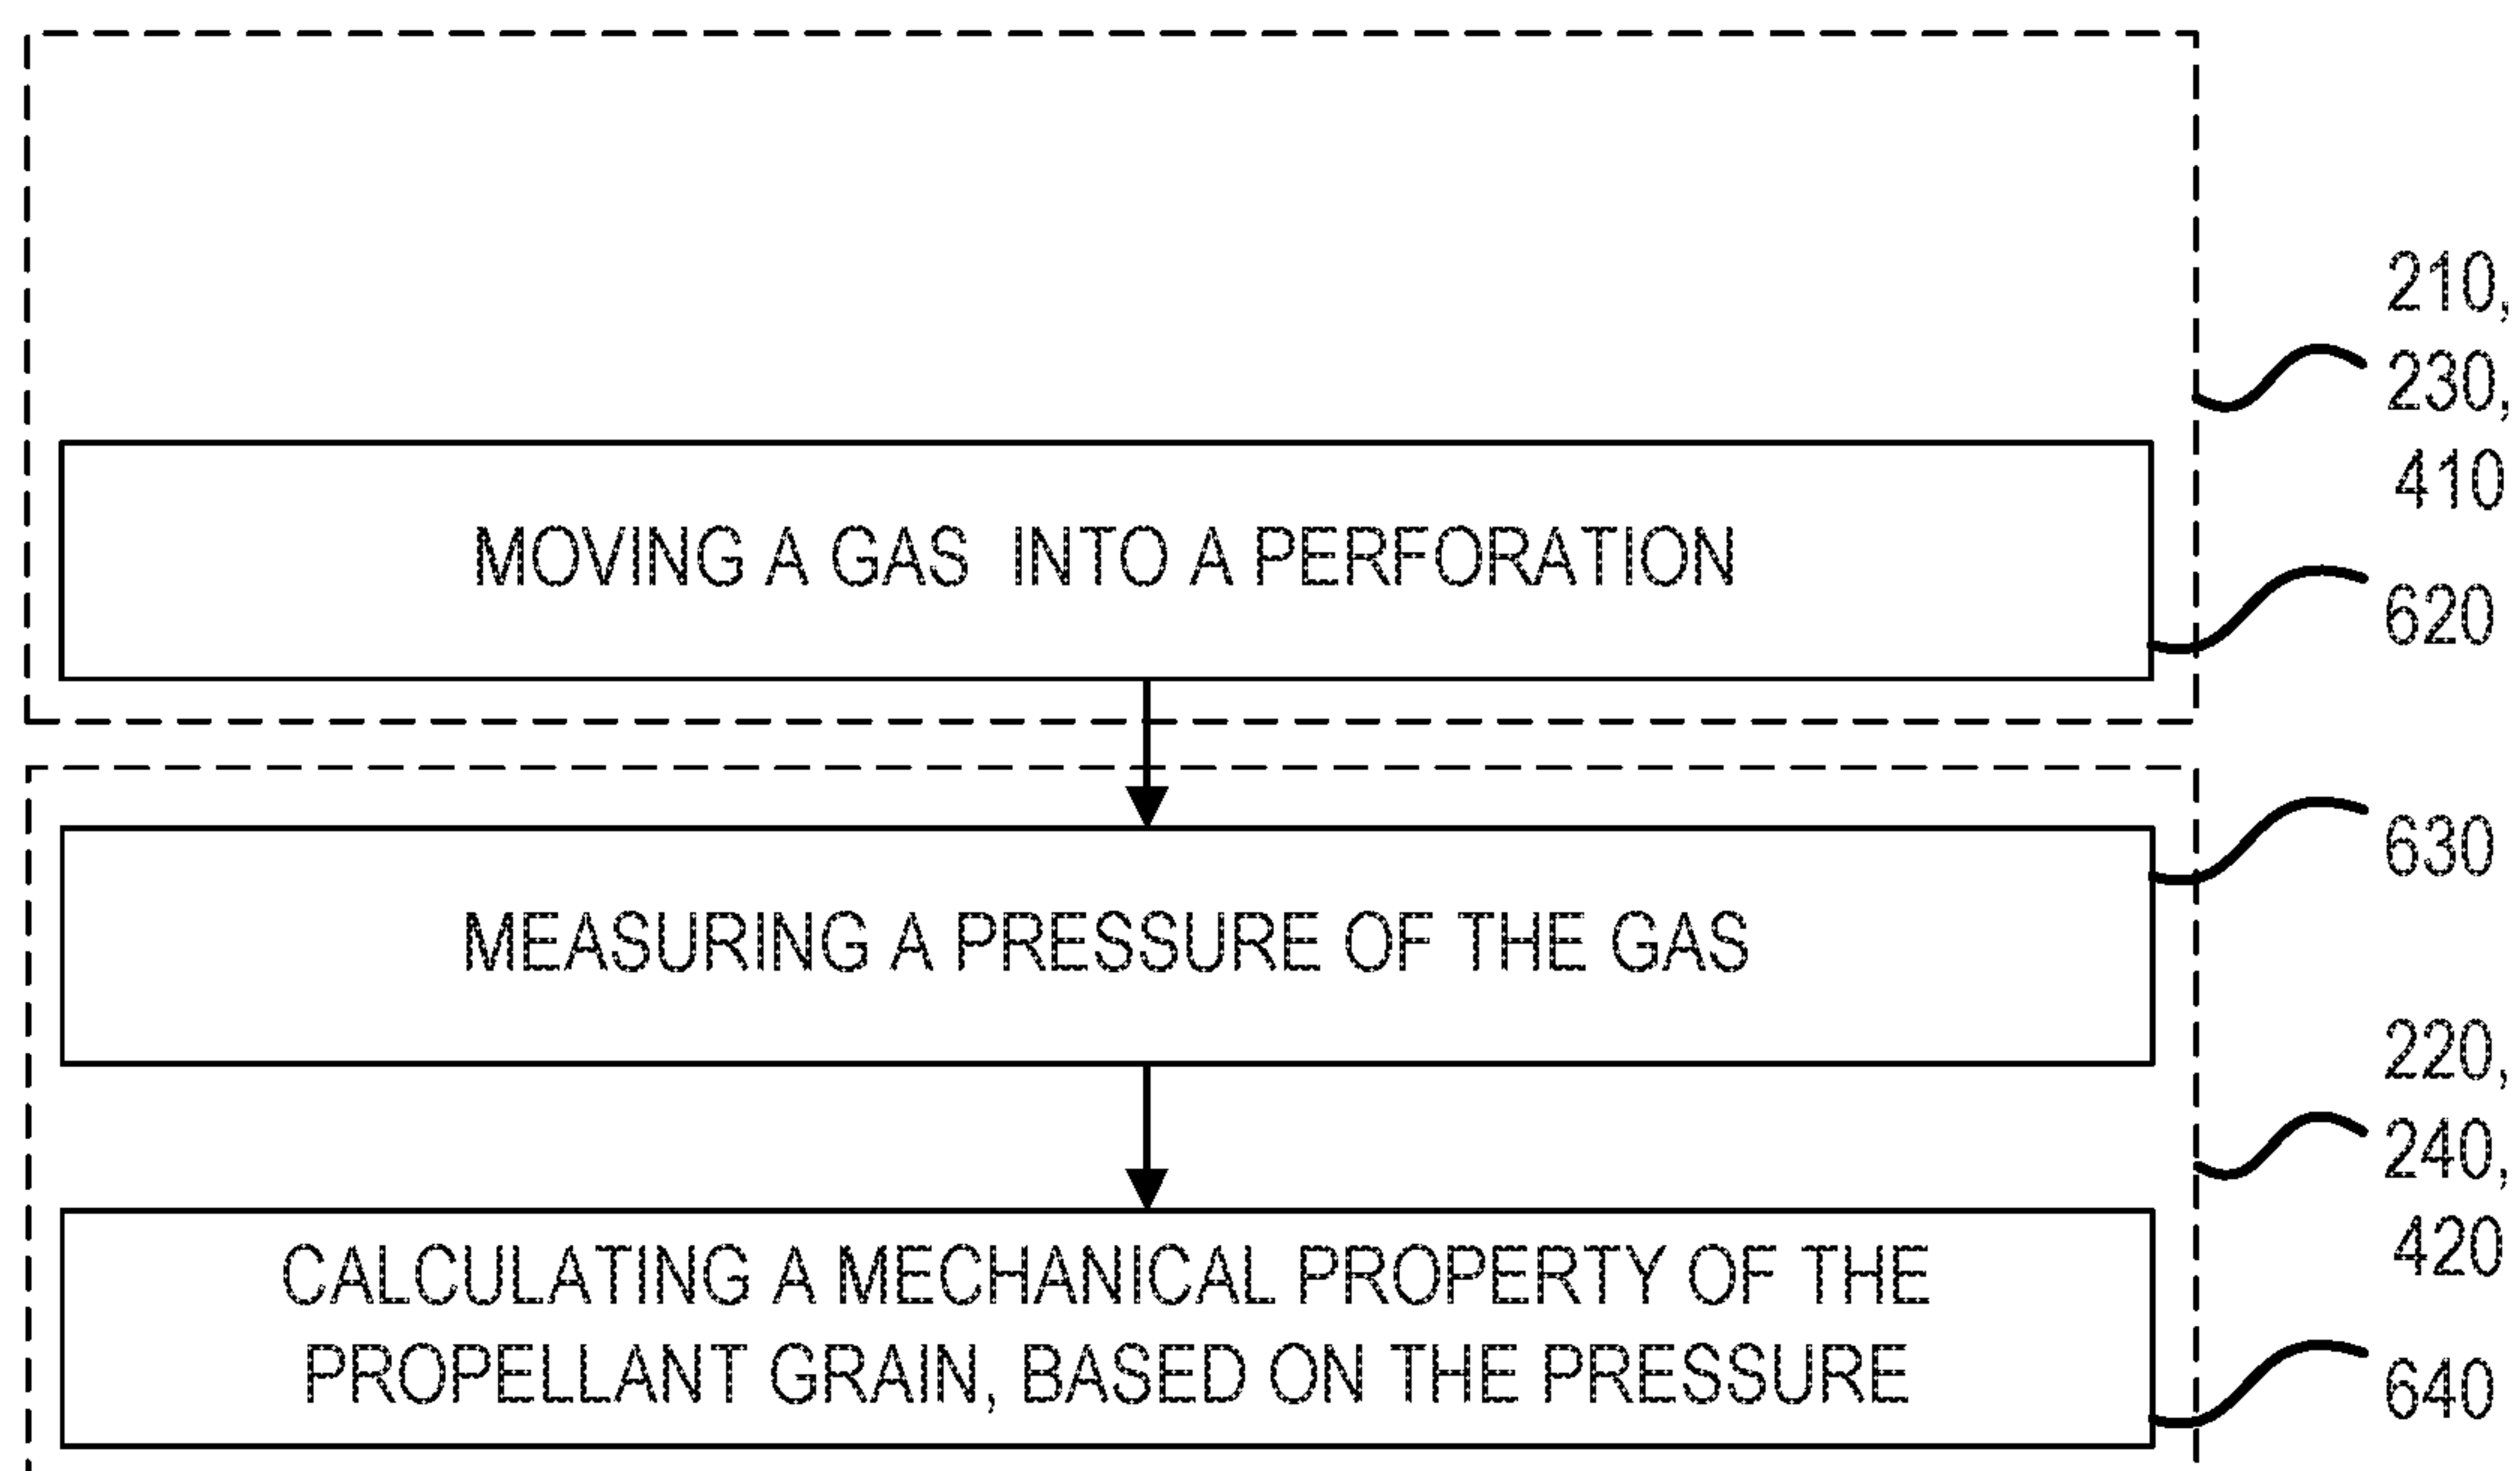 210,
230,
410
MOVING A GAS INTO A PERFORATION
620
630
MEASURING A PRESSURE OF THE GAS
220,
240,
420
CALCULATING A MECHANICAL PROPERTY OF THE
PROPELLANT GRAIN, BASED ON THE PRESSURE
640